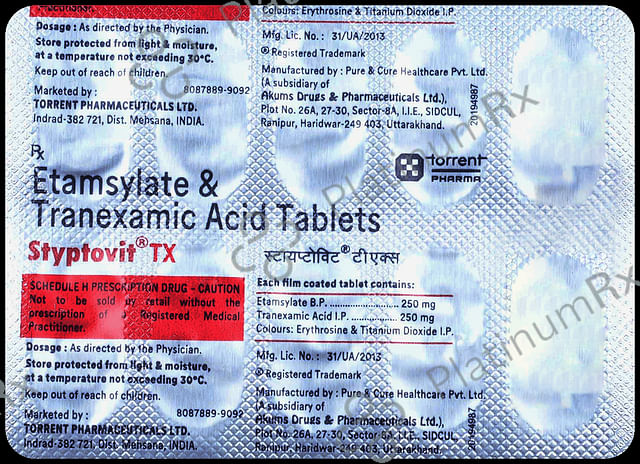 Colours: Erythrosine & Titanium Dioxide I.P.
Dosage : As directed by the Physician.
Store protected from light & moisture,
at a temperature not exceeding 30°C.
Keep out of reach of children.
Marketed by : 8087889-9092
TORRENT PHARMACEUTICALS LTD.
Indrad-382 721, Dist. Mehsana, INDIA.
Mfg. Lic. No. : 31/UA/2013
® Registered Trademark
Manufactured by : Pure & Cure Healthcare Pvt. Ltd.
(A subsidiary of
Akums Drugs & Pharmaceuticals Ltd.),
Plot No. 26A, 27-30, Sector-8A, I.I.E., SIDCUL,
Ranipur, Haridwar-249 403, Uttarakhand.
20194987
torrent
PHARMA
Rx
Etamsylate &
Tranexamic Acid Tablets
Styptovit® TX
स्टायप्टोविट® टीएक्स
SCHEDULE H PRESCRIPTION DRUG - CAUTION
Not to be sold by retail without the
prescription of a Registered Medical
Practitioner.
Each film coated tablet contains:
Etamsylate B.P. ........................ 250 mg
Tranexamic Acid I.P. ................ 250 mg
Colours: Erythrosine & Titanium Dioxide I.P.
Dosage : As directed by the Physician.
Store protected from light & moisture,
at a temperature not exceeding 30°C.
Keep out of reach of children.
Marketed by : 8087889-9092
TORRENT PHARMACEUTICALS LTD.
Indrad-382 721, Dist. Mehsana, INDIA.
Mfg. Lic. No. : 31/UA/2013
® Registered Trademark
Manufactured by : Pure & Cure Healthcare Pvt. Ltd.
(A subsidiary of
Akums Drugs & Pharmaceuticals Ltd.),
Plot No. 26A, 27-30, Sector-8A, I.I.E., SIDCUL,
Ranipur, Haridwar-249 403, Uttarakhand.
20194987
PlatinumRx
PlatinumRx
PlatinumRx